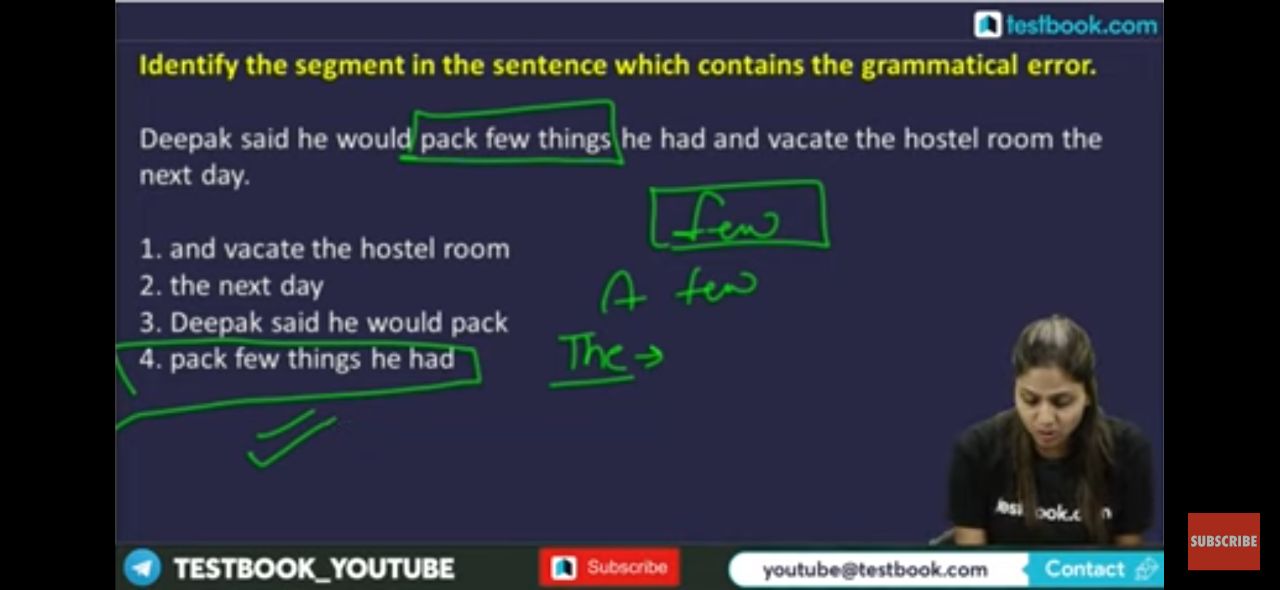 testbook.com
Identify the segment in the sentence which contains the grammatical error.
Deepak said he would pack few things he had and vacate the hostel room the
next day.
few
1. and vacate the hostel room
2. the next day
A few
3. Deepak said he would pack
4. pack few things he had
The →
SUBSCRIBE
TESTBOOK_YOUTUBE
Subscribe
youtube@testbook.com
Contact